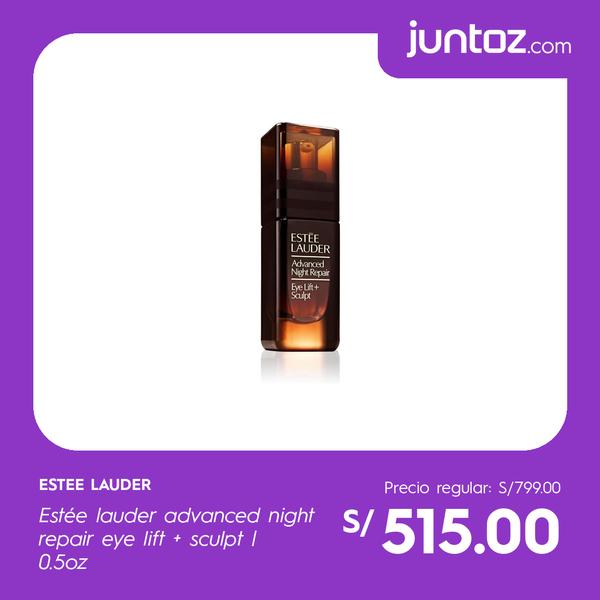 juntoz.com
ESTĒE
LAUDER
Advanced
Night Repair
Eye Lift +
Sculpt
ESTEE LAUDER
Estée lauder advanced night
repair eye lift + sculpt |
0.5oz
Precio regular: S/799.00
S/ 515.00